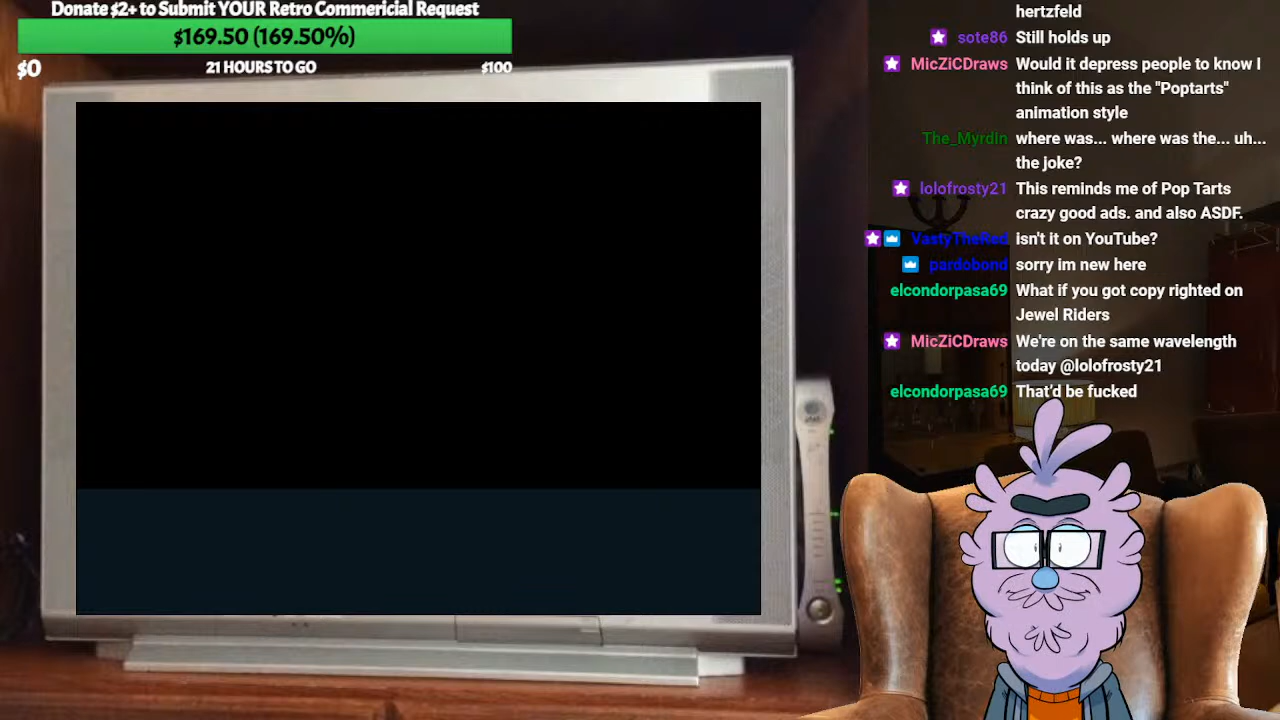 Donate $2+ to Submit YOUR Retro Commericial Request
$169.50 (169.50%)
$0
21 HOURS TO GO
$100
hertzfeld
sote86 Still holds up
MicZiCDraws Would it depress people to know I
think of this as the "Poptarts"
animation style
The_Myrdin where was... where was the... uh...
the joke?
lolofrosty21 This reminds me of Pop Tarts
crazy good ads. and also ASDF.
VastyTheRed isn't it on YouTube?
pardobond sorry im new here
elcondorpasa69 What if you got copy righted on
Jewel Riders
MicZiCDraws We're on the same wavelength
today @lolofrosty21
elcondorpasa69 That'd be fucked